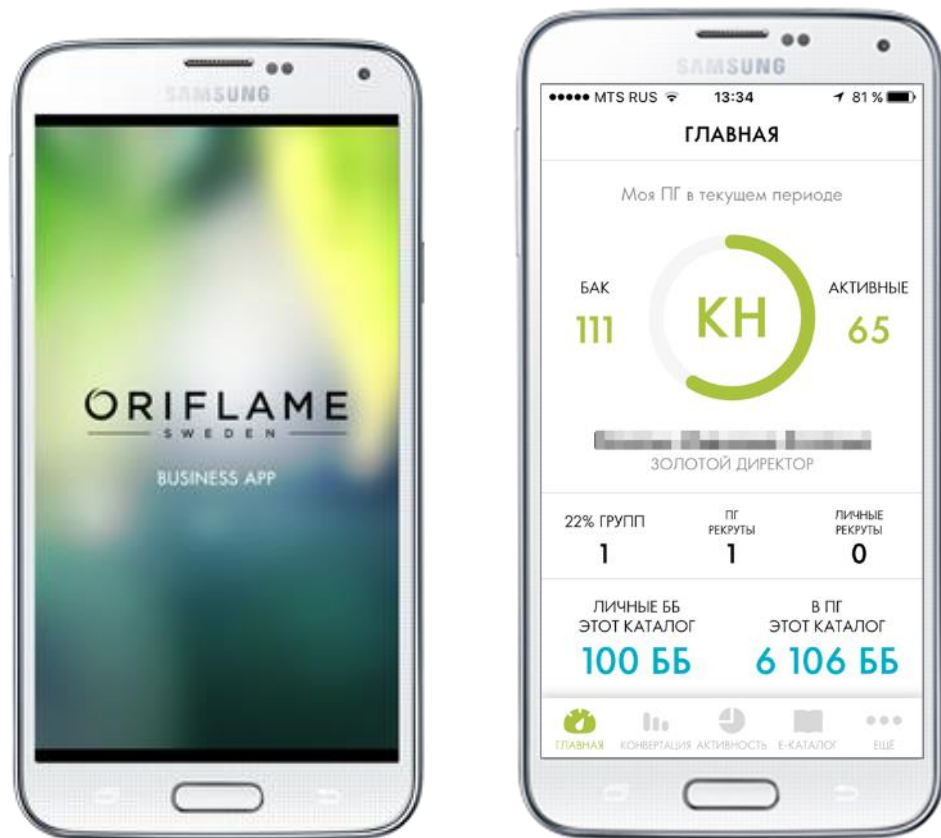 SAMSUNG
ORIFLAME
SWEDEN
BUSINESS APP
SAMSUNG
MTS RUS 13:34 81 %
ГЛАВНАЯ
Моя ПГ в текущем периоде
БАК
111
КН
АКТИВНЫЕ
65
ЗОЛОТОЙ ДИРЕКТОР
22% ГРУПП
1
ПГ
РЕКРУТЫ
1
ЛИЧНЫЕ
РЕКРУТЫ
0
ЛИЧНЫЕ ББ
ЭТОТ КАТАЛОГ
100 ББ
В ПГ
ЭТОТ КАТАЛОГ
6 106 ББ
ГЛАВНАЯ КОНВЕРТАЦИЯ АКТИВНОСТЬ Е-КАТАЛОГ ЕЩЁ